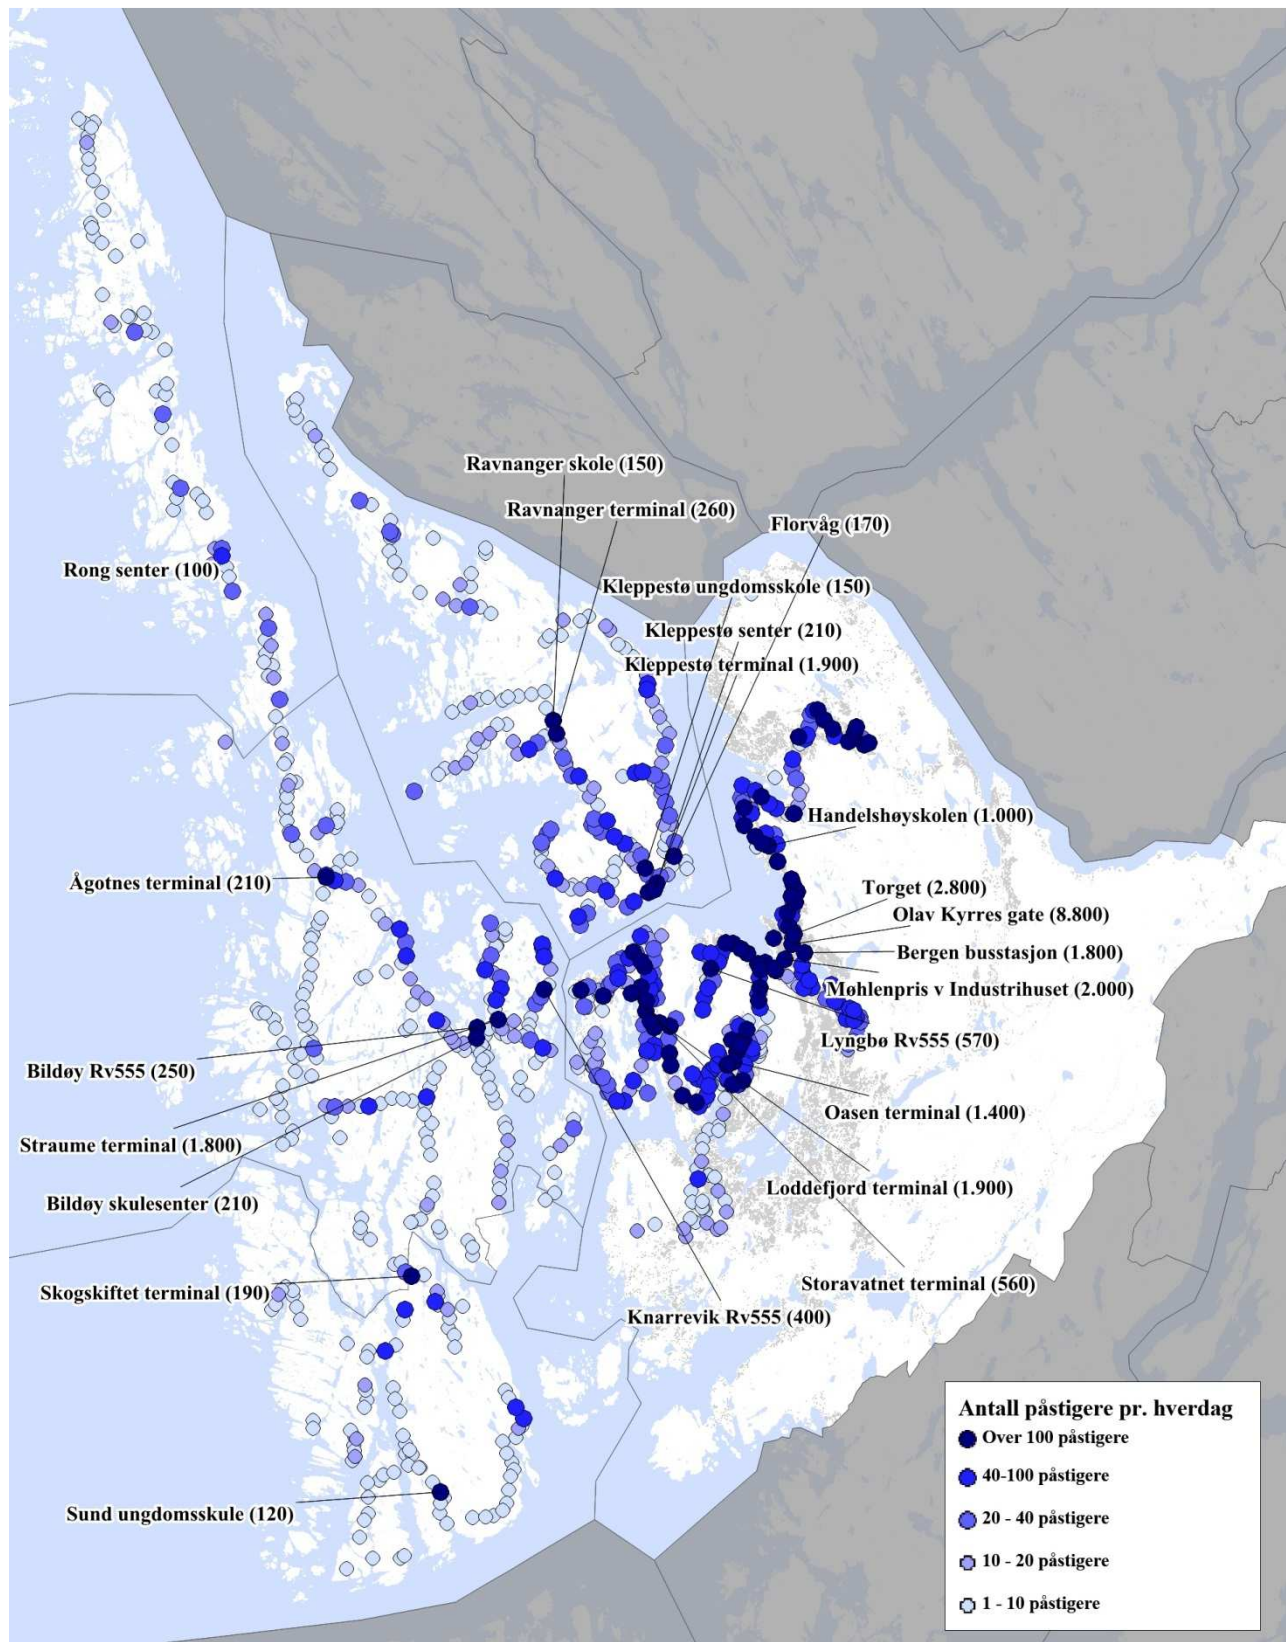 Ravnanger skole (150)
Ravnanger terminal (260)
Florvåg (170)
Rong senter (100)
Kleppestø ungdomsskole (150)
Kleppestø senter (210)
Kleppestø terminal (1.900)
Handelshøyskolen (1.000)
Ågotnes terminal (210)
Torget (2.800)
Olav Kyrres gate (8.800)
Bergen busstasjon (1.800)
Møhlenpris v Industrihuset (2.000)
Lyngbø Rv555 (570)
Bildøy Rv555 (250)
Oasen terminal (1.400)
Straume terminal (1.800)
Loddefjord terminal (1.900)
Bildøy skulesenter (210)
Storavatnet terminal (560)
Skogskiftet terminal (190)
Knarrevik Rv555 (400)
Sund ungdomsskule (120)
Antall påstigere pr. hverdag
Over 100 påstigere
40-100 påstigere
20 - 40 påstigere
10 - 20 påstigere
1 - 10 påstigere